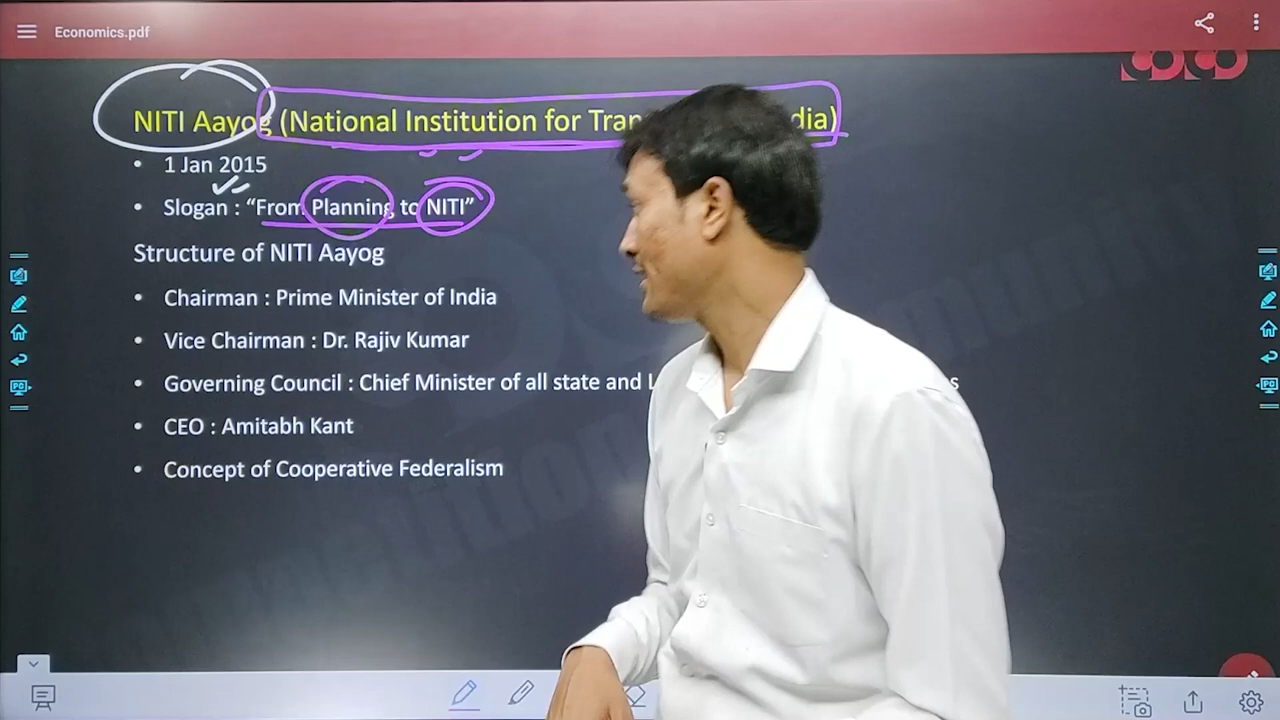 Economics.pdf
NITI Aayog (National Institution for Tran dia)
• 1 Jan 2015
• Slogan : “From Planning to NITI”
Structure of NITI Aayog
• Chairman : Prime Minister of India
• Vice Chairman : Dr. Rajiv Kumar
• Governing Council : Chief Minister of all state and L s
• CEO : Amitabh Kant
• Concept of Cooperative Federalism